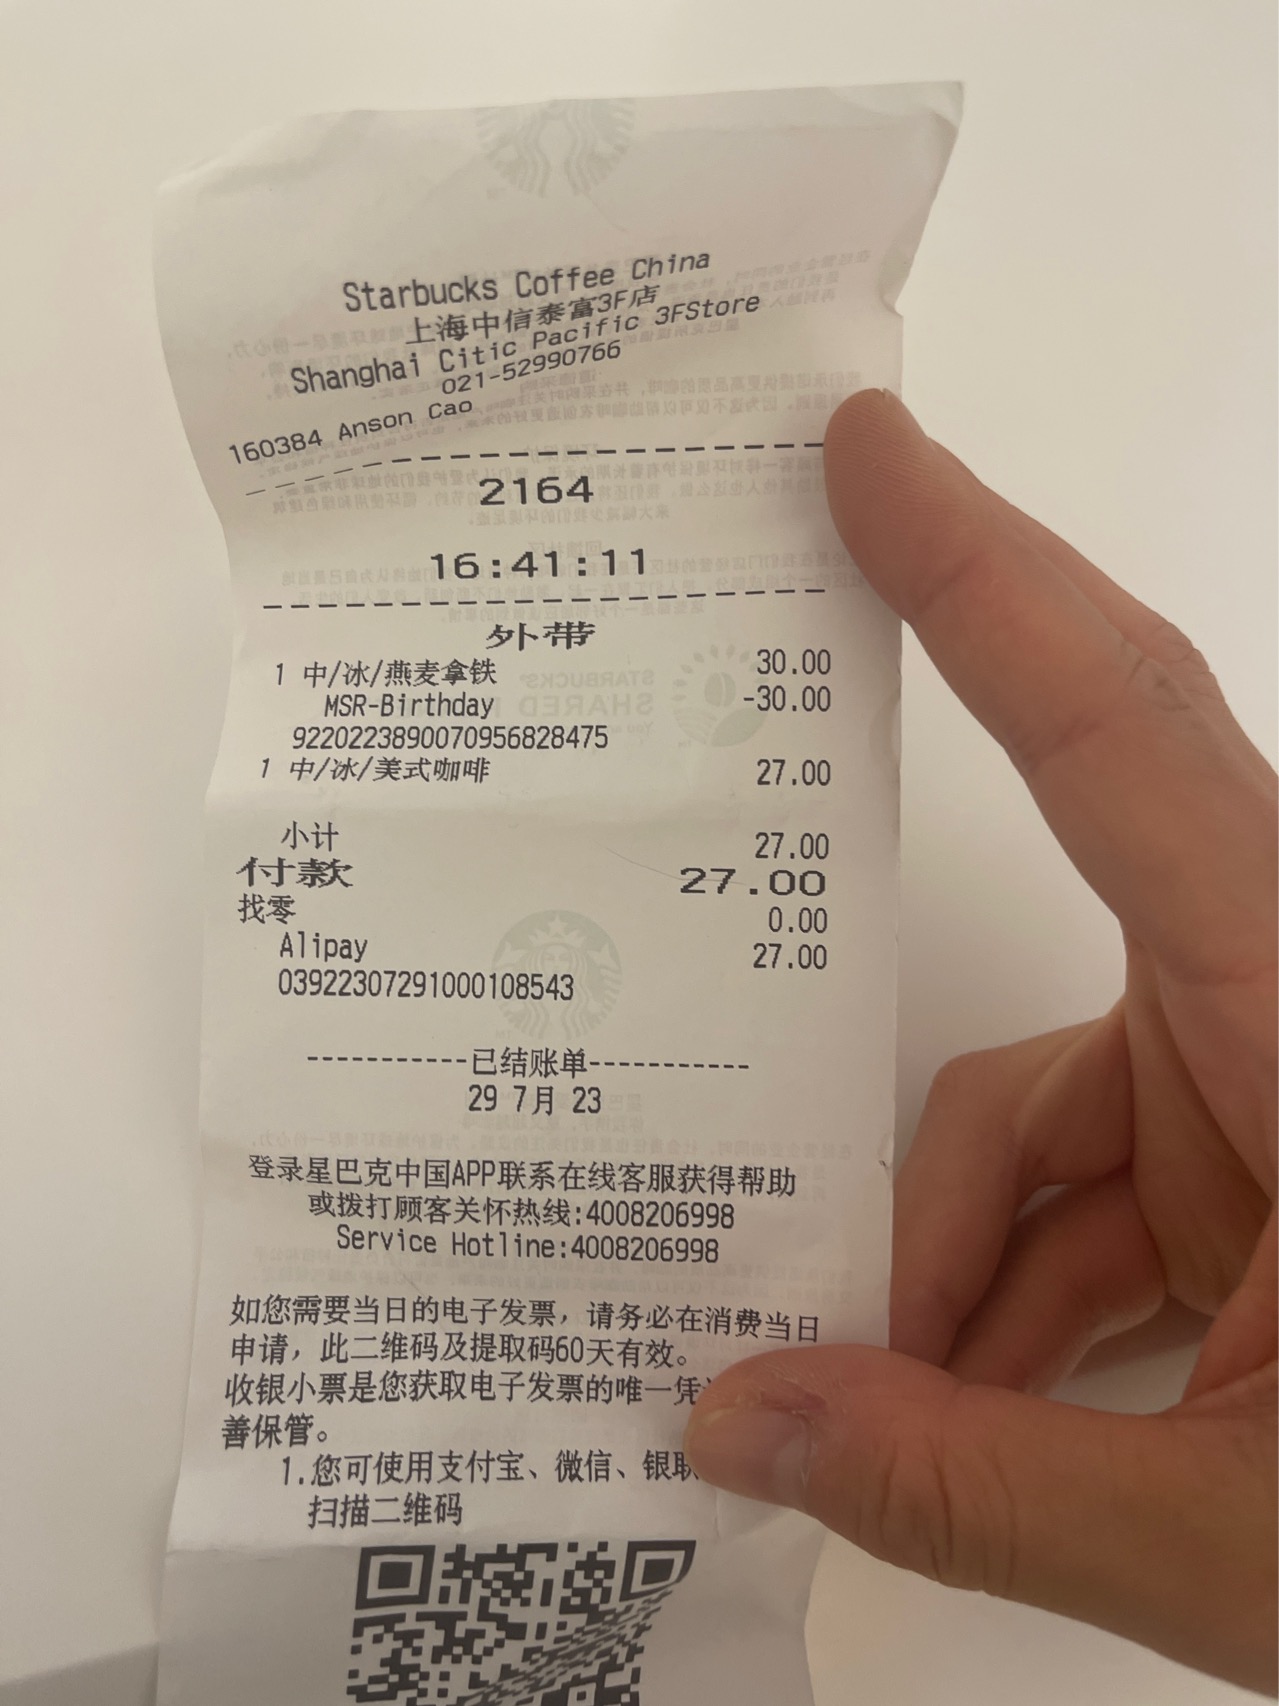 Starbucks Coffee China
上海中信泰富3F店
Shanghai Citic Pacific 3FStore
021-52990766
160384 Anson Cao
2164
16:41:11
外带
1 中/冰/燕麦拿铁 30.00
MSR-Birthday -30.00
9220223890070956828475
1 中/冰/美式咖啡 27.00
小计 27.00
付款 27.00
找零 0.00
Alipay 27.00
03922307291000108543
-----------已结账单-----------
29 7月 23
登录星巴克中国APP联系在线客服获得帮助
或拨打顾客关怀热线:4008206998
Service Hotline:4008206998
如您需要当日的电子发票，请务必在消费当日
申请，此二维码及提取码60天有效。
收银小票是您获取电子发票的唯一凭
善保管。
1.您可使用支付宝、微信、银联
扫描二维码